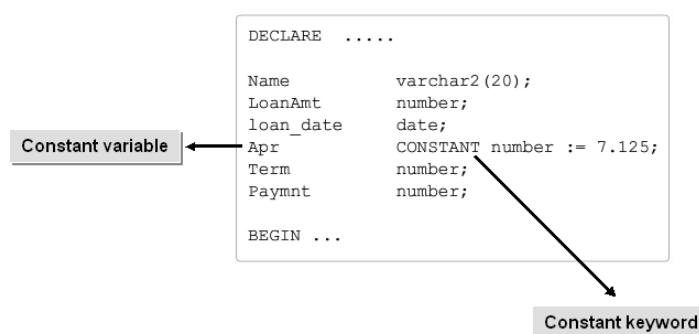 DECLARE .....
Name varchar2(20);
LoanAmt number;
loan_date date;
Constant variable
Apr CONSTANT number := 7.125;
Term number;
Paymnt number;
BEGIN ...
Constant keyword